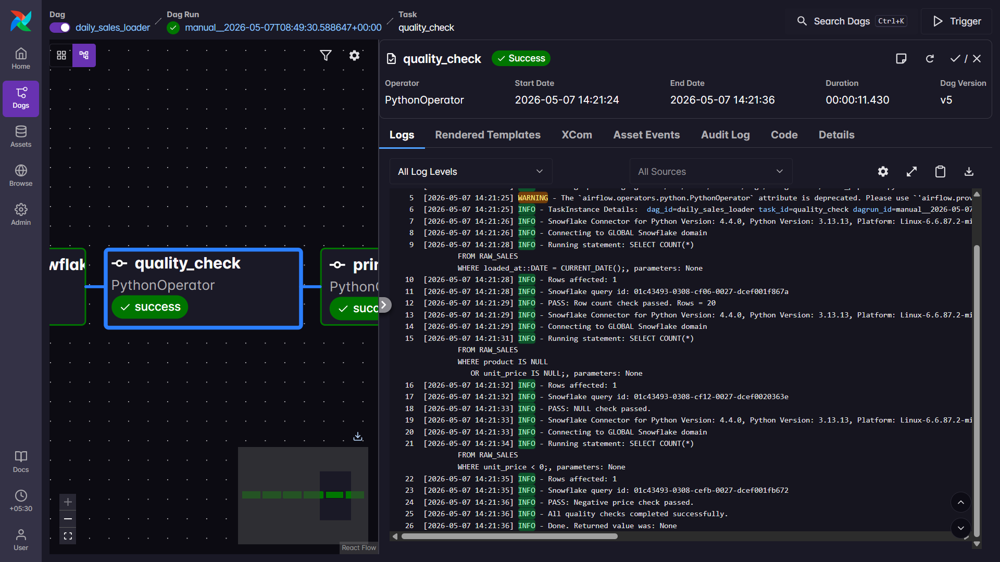 Dag
daily_sales_loader
Dag Run
manual__2026-05-07T08:49:30.588647+00:00
Task
quality_check
Search Dags
Ctrl+K
Trigger
Home
Dags
Assets
Browse
Admin
Docs
+05:30
User
quality_check
PythonOperator
success
React Flow
quality_check
Success
Operator
PythonOperator
Start Date
2026-05-07 14:21:24
End Date
2026-05-07 14:21:36
Duration
00:00:11.430
Dag Version
v5
Logs
Rendered Templates
XCom
Asset Events
Audit Log
Code
Details
All Log Levels
All Sources
5 [2026-05-07 14:21:25] WARNING - The `airflow.operators.python.PythonOperator` attribute is deprecated. Please use `'airflow.prov
6 [2026-05-07 14:21:25] INFO - TaskInstance Details: dag_id=daily_sales_loader task_id=quality_check dagrun_id=manual__2026-05-07
7 [2026-05-07 14:21:26] INFO - Snowflake Connector for Python Version: 4.4.0, Python Version: 3.13.13, Platform: Linux-6.6.87.2-mi
8 [2026-05-07 14:21:26] INFO - Connecting to GLOBAL Snowflake domain
9 [2026-05-07 14:21:28] INFO - Running statement: SELECT COUNT(*)
FROM RAW_SALES
WHERE loaded_at::DATE = CURRENT_DATE();, parameters: None
10 [2026-05-07 14:21:28] INFO - Rows affected: 1
11 [2026-05-07 14:21:28] INFO - Snowflake query id: 01c43493-0308-cf06-0027-dcef001f867a
12 [2026-05-07 14:21:29] INFO - PASS: Row count check passed. Rows = 20
13 [2026-05-07 14:21:29] INFO - Snowflake Connector for Python Version: 4.4.0, Python Version: 3.13.13, Platform: Linux-6.6.87.2-mi
14 [2026-05-07 14:21:29] INFO - Connecting to GLOBAL Snowflake domain
15 [2026-05-07 14:21:31] INFO - Running statement: SELECT COUNT(*)
FROM RAW_SALES
WHERE product IS NULL
OR unit_price IS NULL;, parameters: None
16 [2026-05-07 14:21:32] INFO - Rows affected: 1
17 [2026-05-07 14:21:32] INFO - Snowflake query id: 01c43493-0308-cf12-0027-dcef0020363e
18 [2026-05-07 14:21:33] INFO - PASS: NULL check passed.
19 [2026-05-07 14:21:33] INFO - Snowflake Connector for Python Version: 4.4.0, Python Version: 3.13.13, Platform: Linux-6.6.87.2-mi
20 [2026-05-07 14:21:33] INFO - Connecting to GLOBAL Snowflake domain
21 [2026-05-07 14:21:34] INFO - Running statement: SELECT COUNT(*)
FROM RAW_SALES
WHERE unit_price < 0;, parameters: None
22 [2026-05-07 14:21:35] INFO - Rows affected: 1
23 [2026-05-07 14:21:35] INFO - Snowflake query id: 01c43493-0308-cefb-0027-dcef001fb672
24 [2026-05-07 14:21:36] INFO - PASS: Negative price check passed.
25 [2026-05-07 14:21:36] INFO - All quality checks completed successfully.
26 [2026-05-07 14:21:36] INFO - Done. Returned value was: None